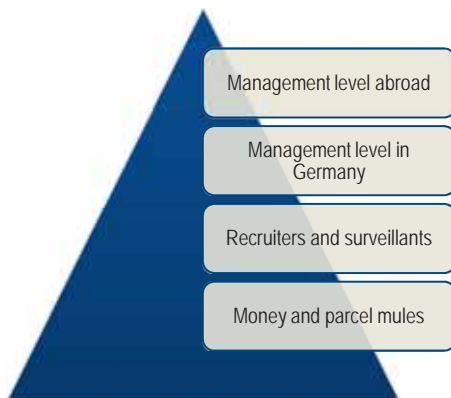 Management level abroad
Management level in
Germany
Recruiters and surveillants
Money and parcel mules